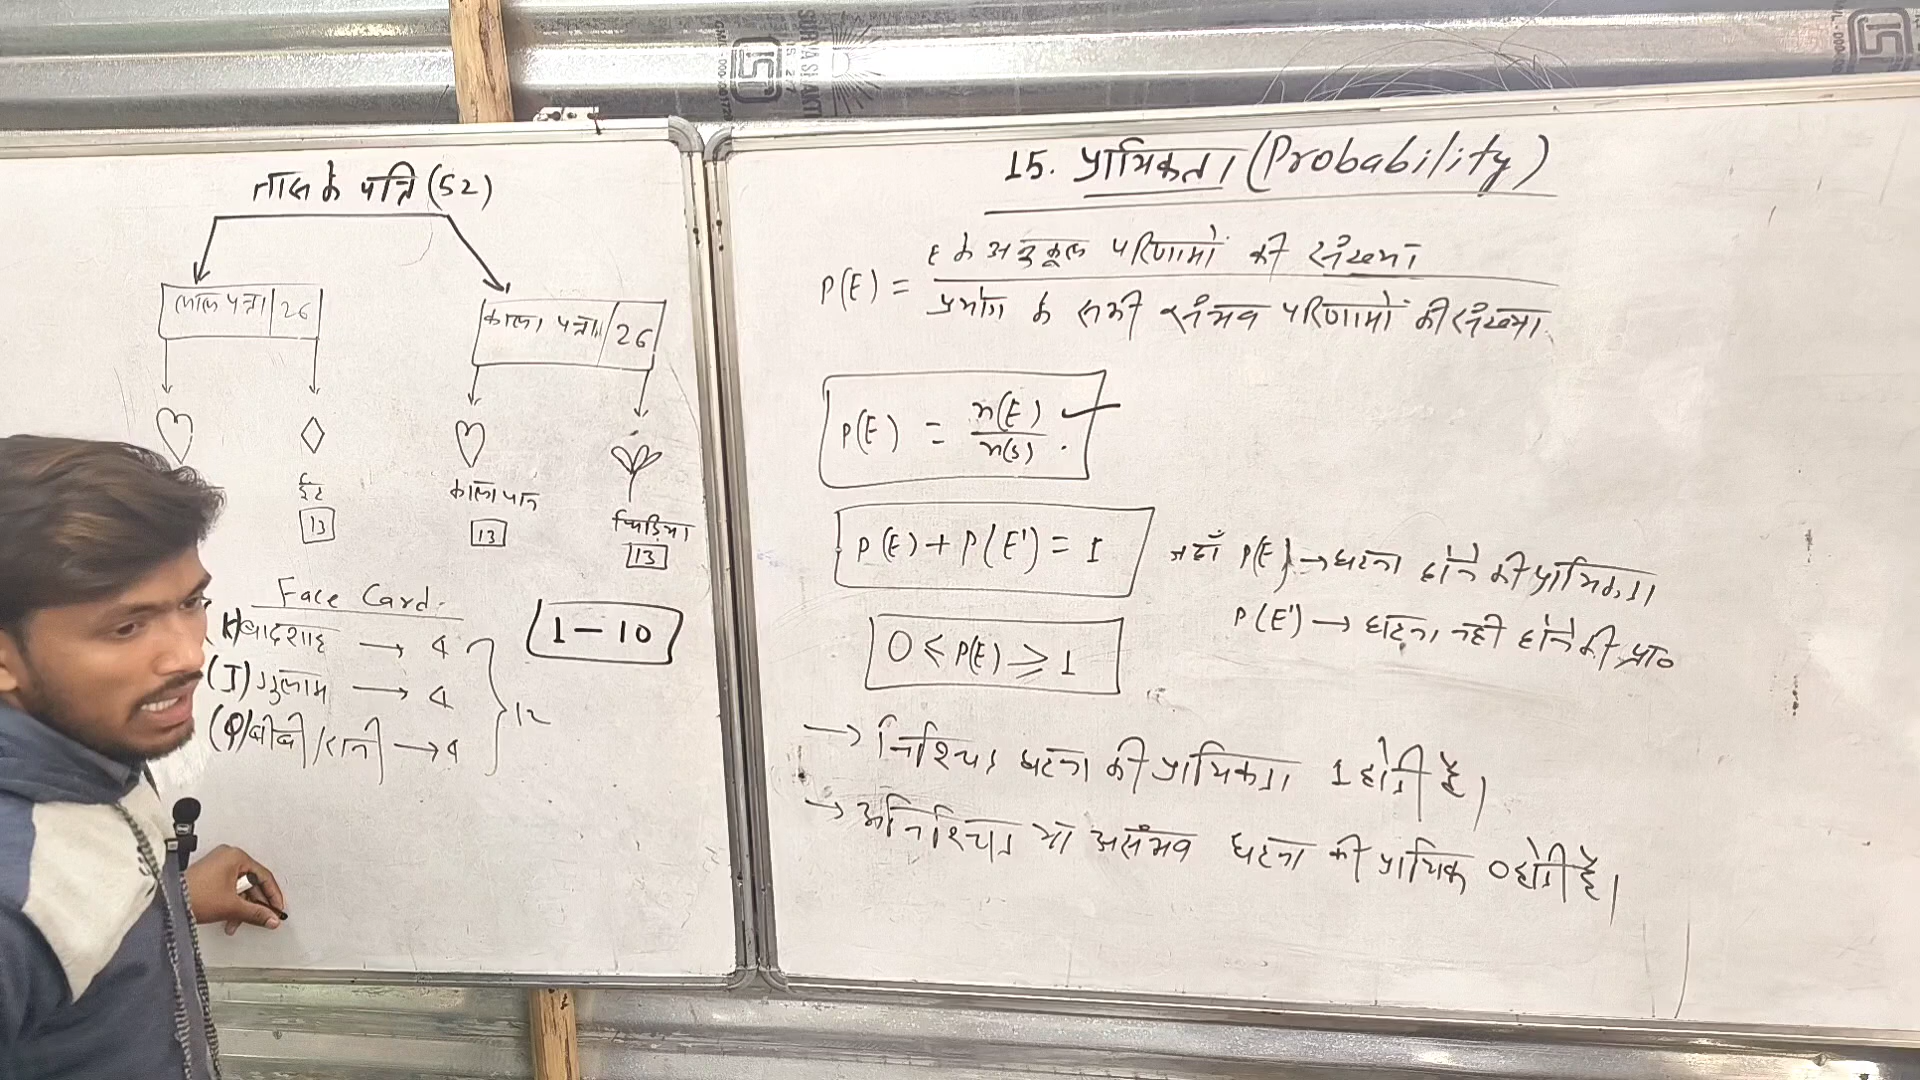 ताश के पत्ते (52)
लाल पत्ता 26
काला पत्ता 26
ईट
13
काला पान
13
चिड़िया
13
Face Card.
(K) बादशाह → 4
(J) गुलाम → 4
(Q) बीबी / रानी → 4
12
1 - 10
15. प्रायिकता (Probability)
P(E) = E के अनुकूल परिणामों की संख्या
प्रयोग के सभी संभव परिणामों की संख्या
P(E) = n(E) / n(S)
P(E) + P(E') = 1
जहाँ P(E) → घटना होने की प्रायिकता
P(E') → घटना नहीं होने की प्रा०
0 ⩽ P(E) ⩾ 1
→ निश्चित घटना की प्रायिकता 1 होती है।
→ अनिश्चित या असंभव घटना की प्रायिक 0 होती है।